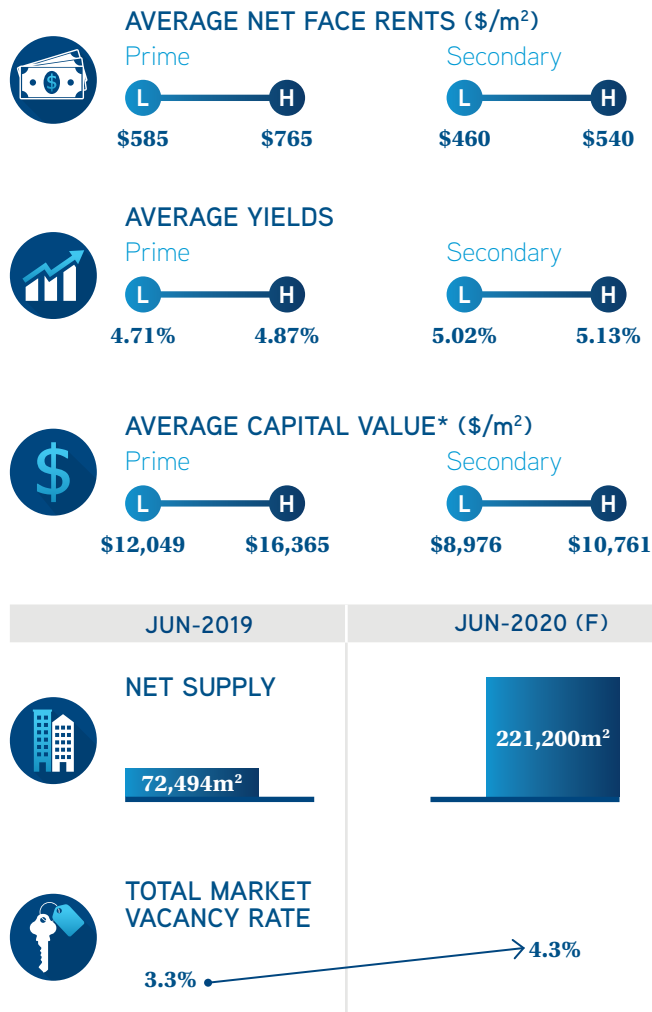 AVERAGE NET FACE RENTS ($/m²)
Prime
Secondary
$
L
H
L
H
$585
$765
$460
$540
AVERAGE YIELDS
Prime
Secondary
L
H
L
H
4.71%
4.87%
5.02%
5.13%
AVERAGE CAPITAL VALUE* ($/m²)
Prime
Secondary
$
L
H
L
H
$12,049
$16,365
$8,976
$10,761
JUN-2019
JUN-2020 (F)
NET SUPPLY
72,494m²
221,200m²
TOTAL MARKET
VACANCY RATE
3.3%
4.3%